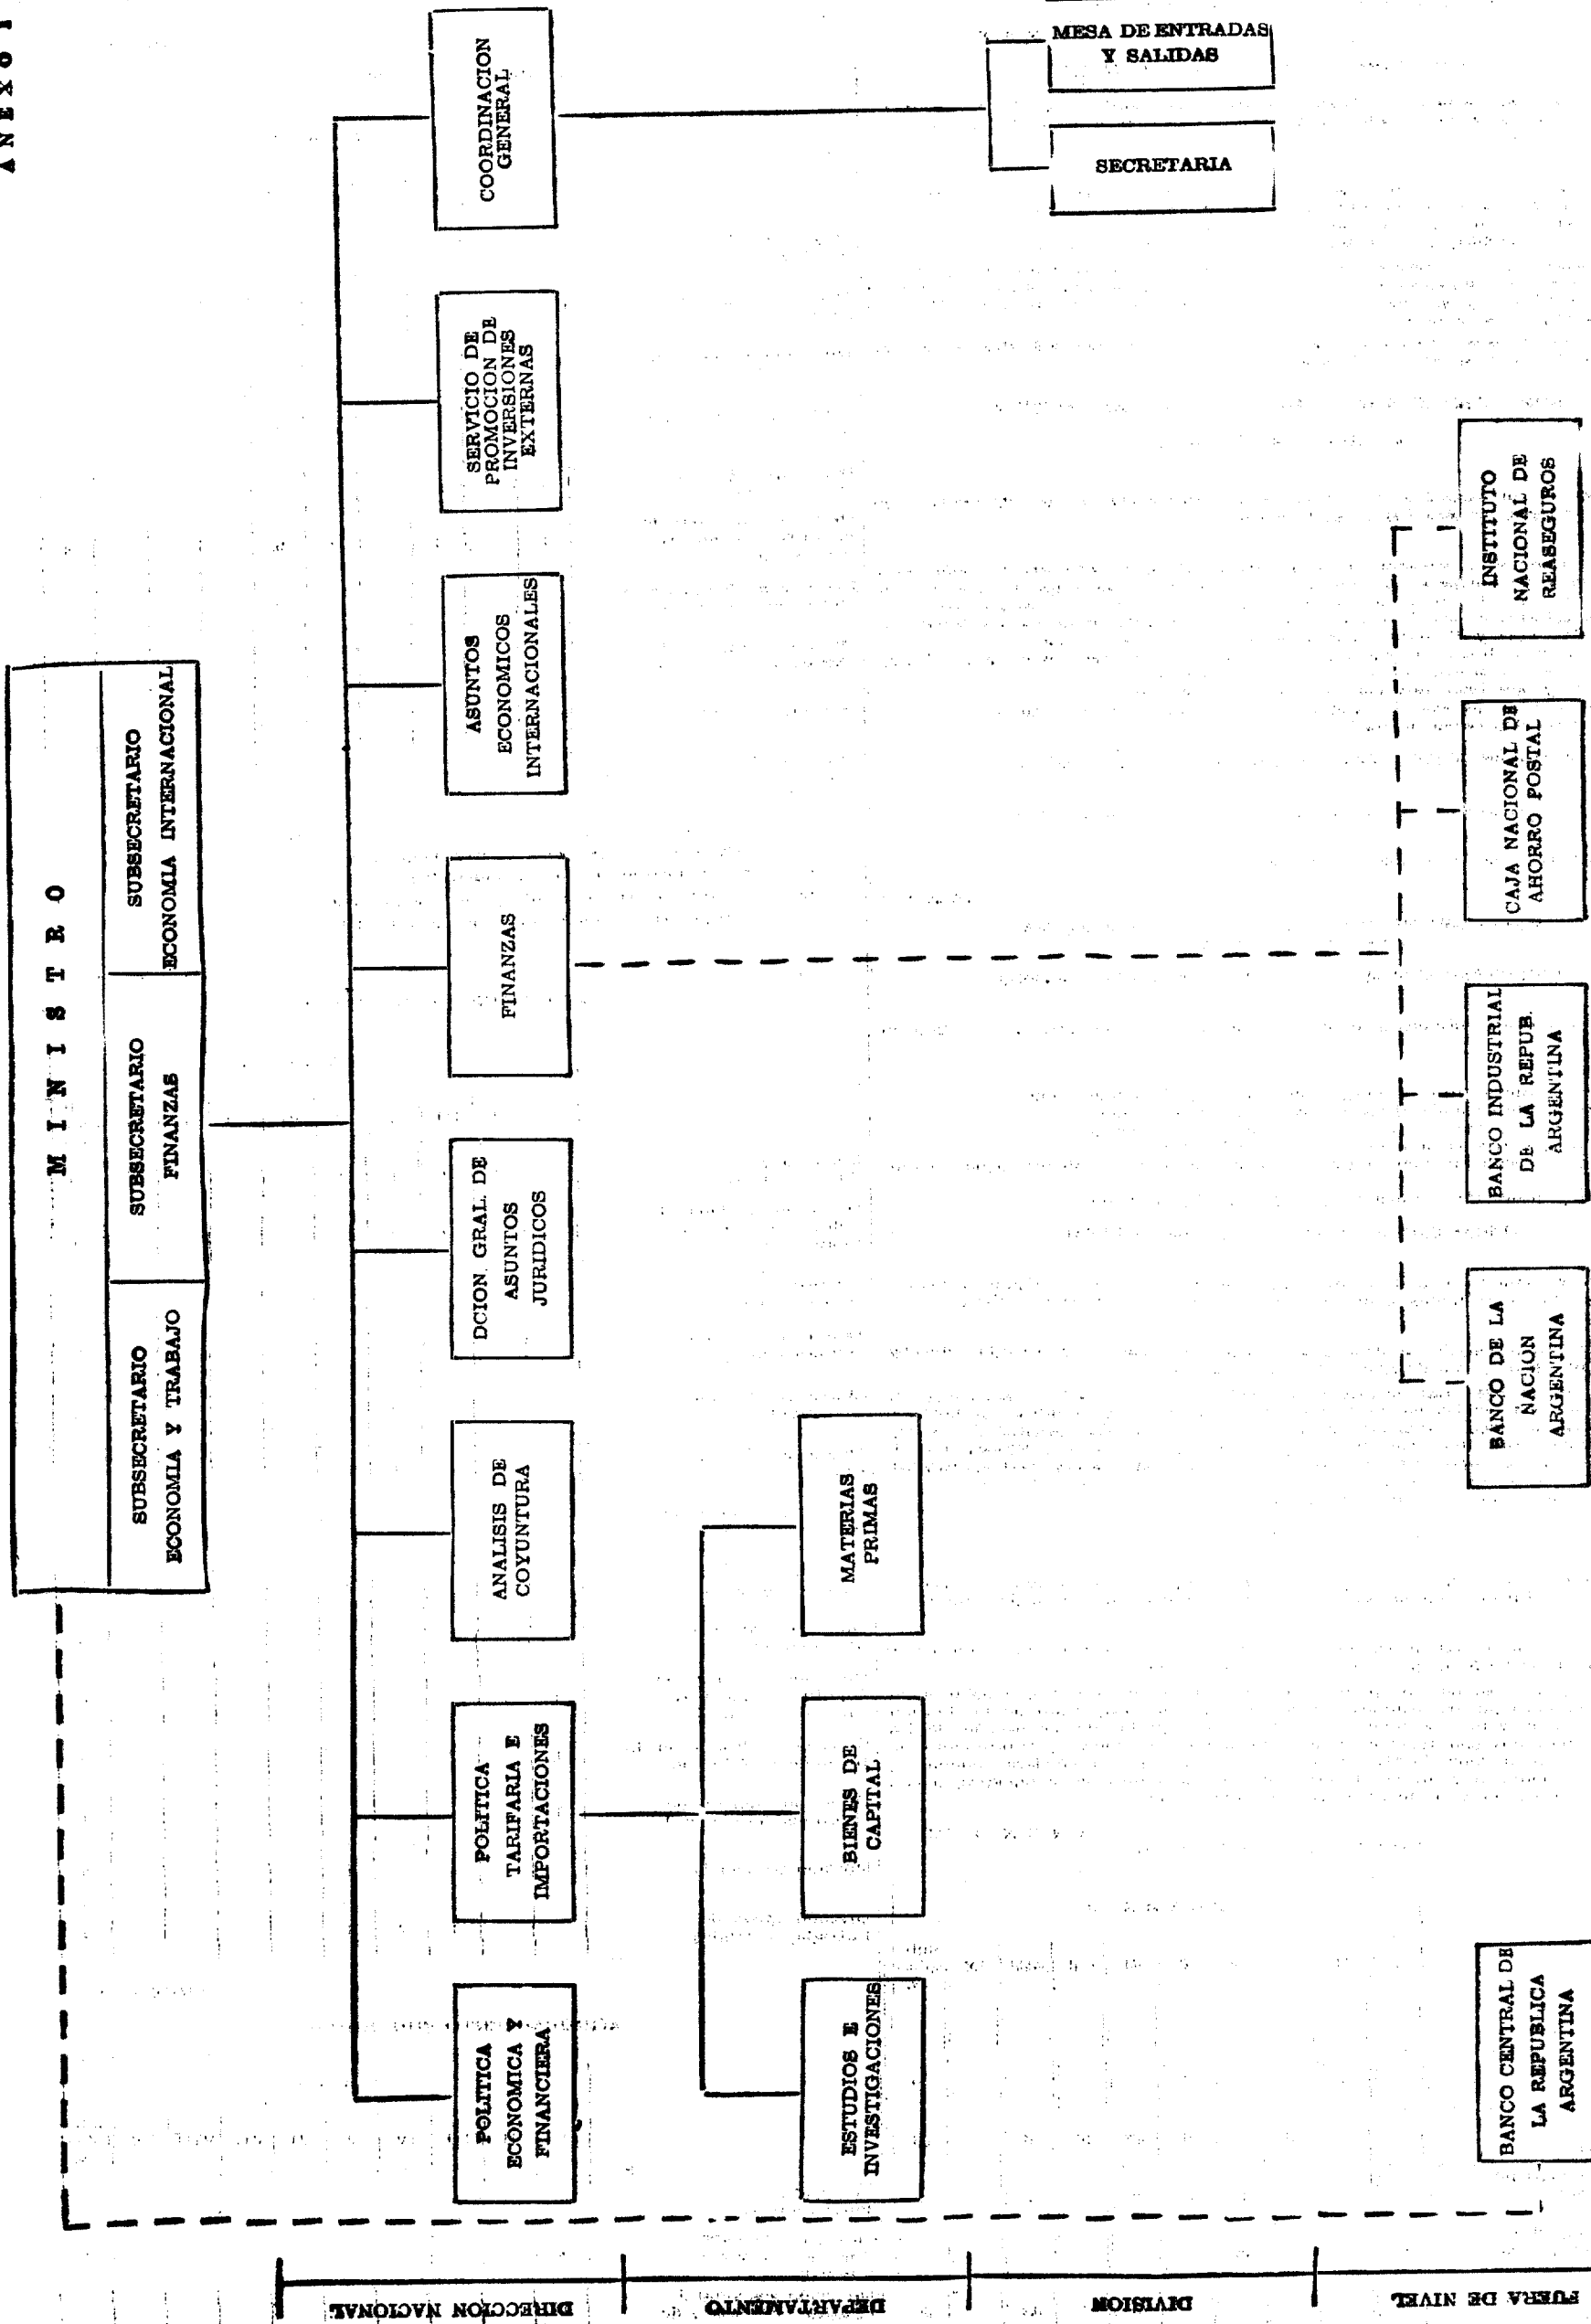 ANEXO I
MINISTRO
SUBSECRETARIO
ECONOMIA Y TRABAJO
SUBSECRETARIO
FINANZAS
SUBSECRETARIO
ECONOMIA INTERNACIONAL
DIRECCION NACIONAL
POLITICA
ECONOMICA Y
FINANCIERA
POLITICA
TARIFARIA E
IMPORTACIONES
ANALISIS DE
COYUNTURA
DCION. GRAL. DE
ASUNTOS
JURIDICOS
FINANZAS
ASUNTOS
ECONOMICOS
INTERNACIONALES
SERVICIO DE
PROMOCION DE
INVERSIONES
EXTERNAS
COORDINACION
GENERAL
DEPARTAMENTO
ESTUDIOS E
INVESTIGACIONES
BIENES DE
CAPITAL
MATERIAS
PRIMAS
DIVISION
SECRETARIA
MESA DE ENTRADAS
Y SALIDAS
FUERA DE NIVEL
BANCO CENTRAL DE
LA REPUBLICA
ARGENTINA
BANCO DE LA
NACION
ARGENTINA
BANCO INDUSTRIAL
DE LA REPUB.
ARGENTINA
CAJA NACIONAL DE
AHORRO POSTAL
INSTITUTO
NACIONAL DE
REASEGUROS